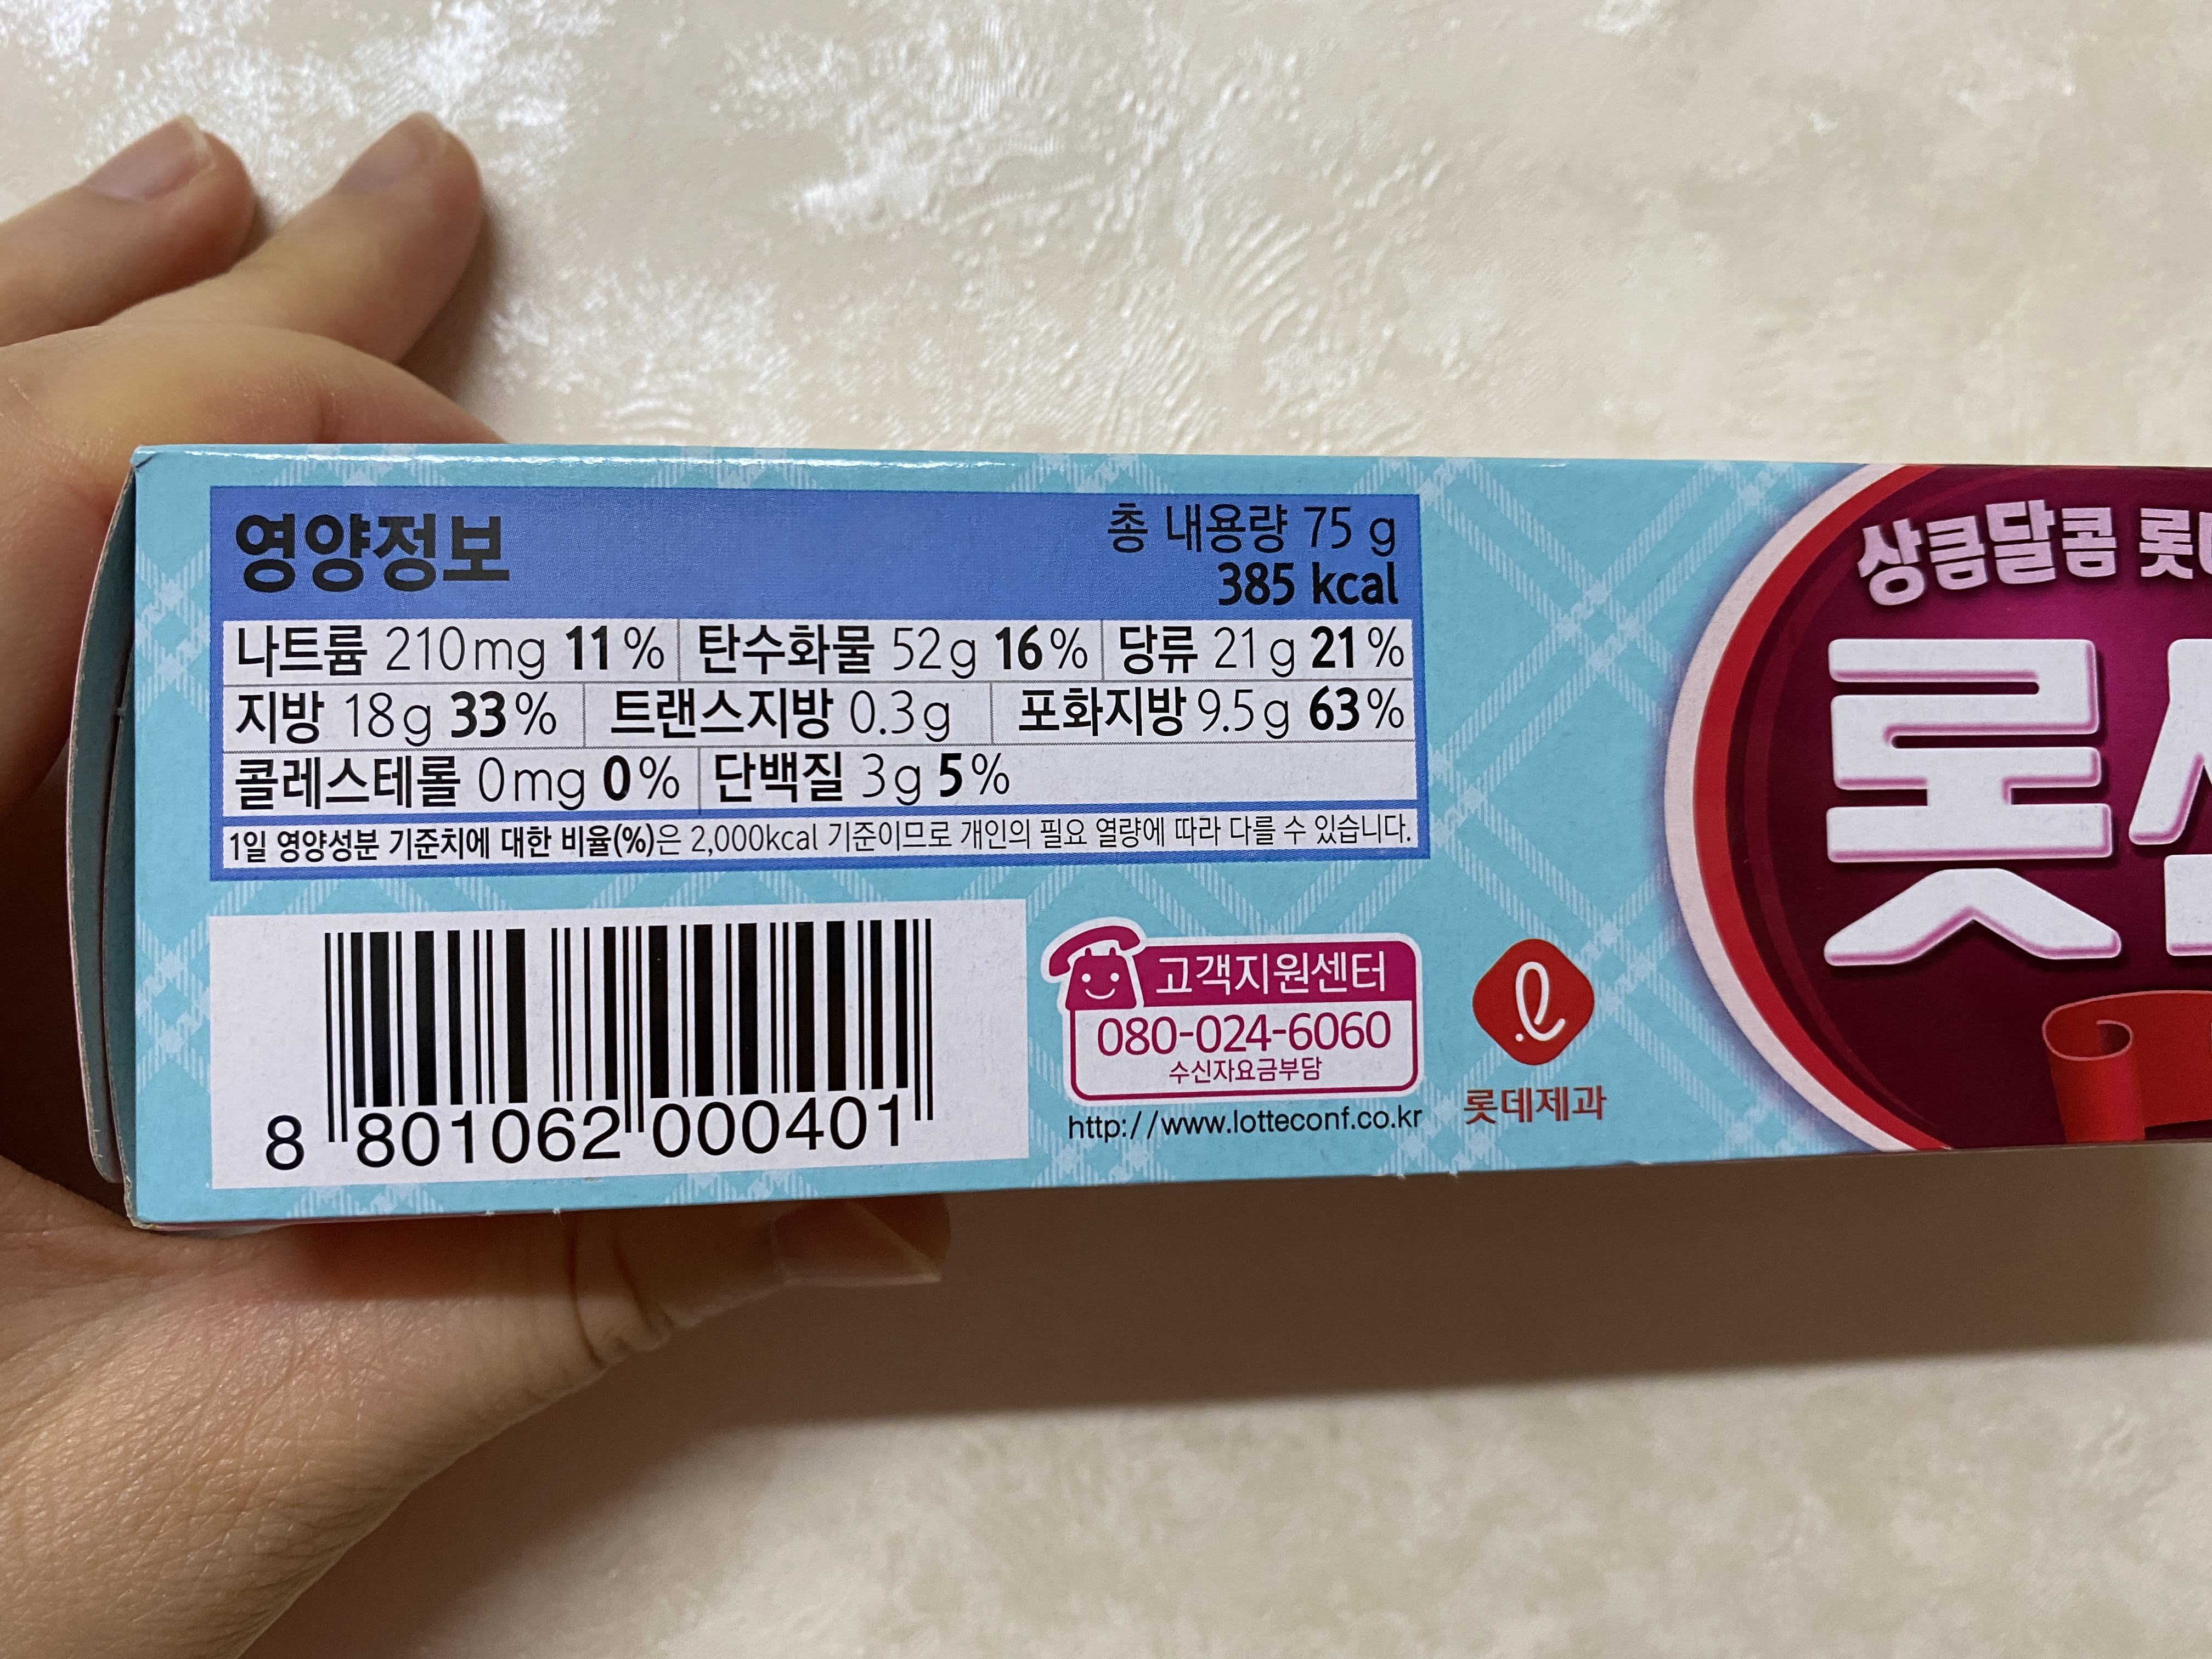 영양정보
총 내용량 75 g
385 kcal
나트륨 210mg 11% 탄수화물 52g 16% 당류 21g 21%
지방 18g 33% 트랜스지방 0.3g 포화지방 9.5g 63%
콜레스테롤 0mg 0% 단백질 3g 5%
1일 영양성분 기준치에 대한 비율(%)은 2,000kcal 기준이므로 개인의 필요 열량에 따라 다를 수 있습니다.
8 801062 000401
고객지원센터
080-024-6060
수신자요금부담
http://www.lotteconf.co.kr
롯데제과
상큼달콤 롯
롯